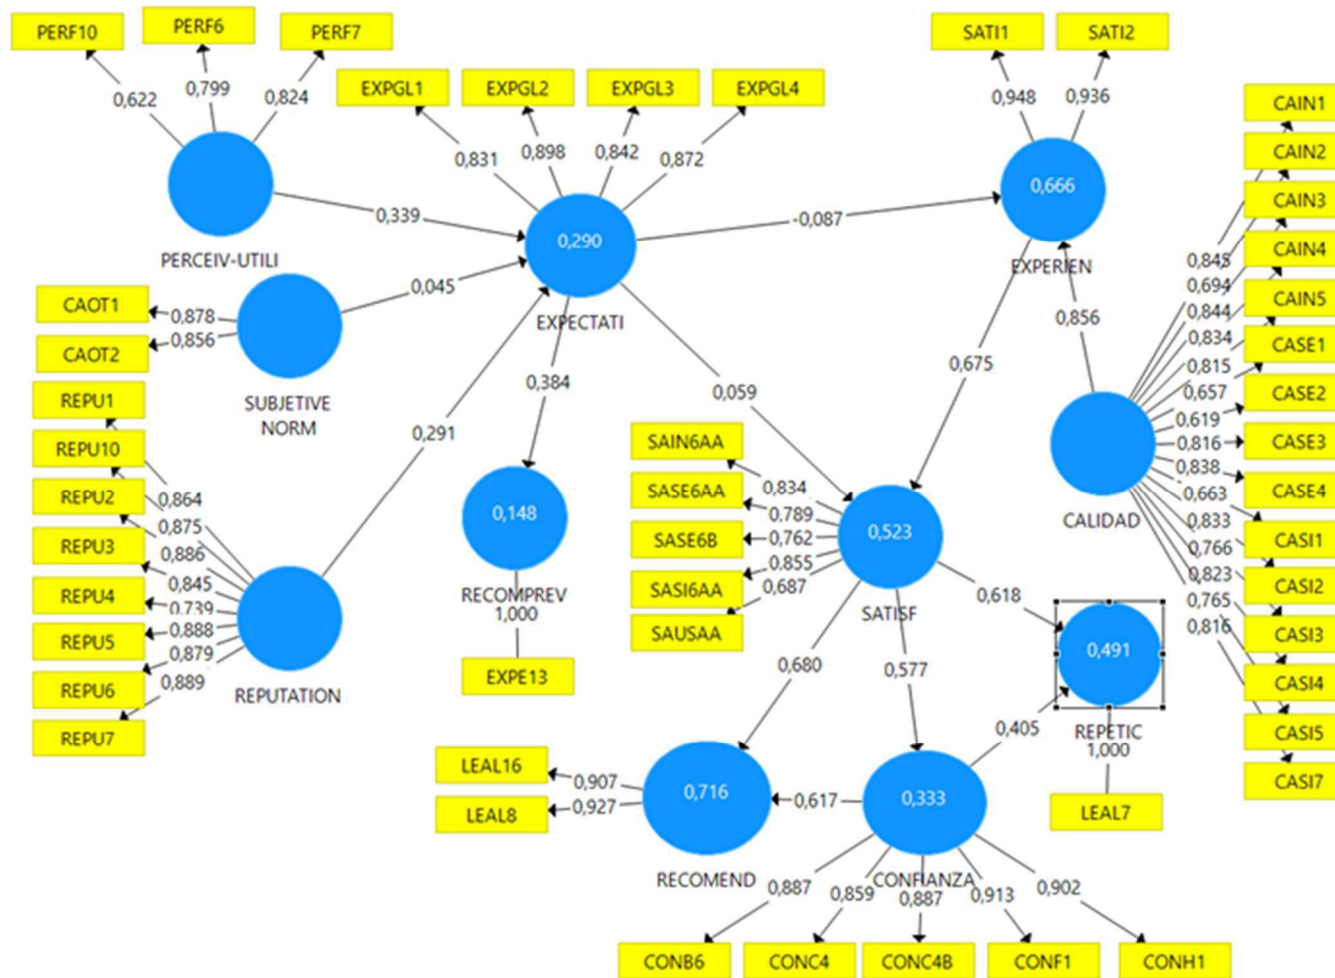 PERF10
PERF6
PERF7
0,622
0,799
0,824
PERCEIV-UTILI
EXPGL1
EXPGL2
EXPGL3
EXPGL4
0,831
0,898
0,842
0,872
0,290
EXPECTATI
0,339
0,045
0,291
-0,087
0,384
0,059
SATI1
SATI2
0,948
0,936
0,666
EXPERIEN
0,856
0,675
CAOT1
CAOT2
0,878
0,856
SUBJETIVE
NORM
REPU1
REPU10
REPU2
REPU3
REPU4
REPU5
REPU6
REPU7
0,864
0,875
0,886
0,845
0,739
0,888
0,879
0,889
REPUTATION
0,148
RECOMPREV
1,000
EXPE13
SAIN6AA
SASE6AA
SASE6B
SASI6AA
SAUSAA
0,834
0,789
0,762
0,855
0,687
0,523
SATISF
0,618
0,680
0,577
CAIN1
CAIN2
CAIN3
CAIN4
CAIN5
CASE1
CASE2
CASE3
CASE4
CASI1
CASI2
CASI3
CASI4
CASI5
CASI7
0,845
0,694
0,844
0,834
0,815
0,657
0,619
0,816
0,838
0,663
0,833
0,766
0,823
0,765
0,816
CALIDAD
0,491
REPETIC
1,000
LEAL7
0,405
LEAL16
LEAL8
0,907
0,927
0,716
RECOMEND
0,617
0,333
CONFIANZA
0,887
0,859
0,887
0,913
0,902
CONB6
CONC4
CONC4B
CONF1
CONH1